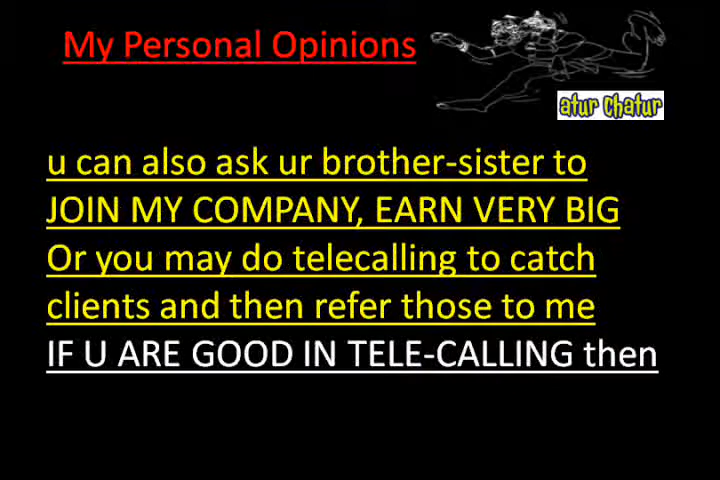 My Personal Opinions
atur chatur
u can also ask ur brother-sister to
JOIN MY COMPANY, EARN VERY BIG
Or you may do telecalling to catch
clients and then refer those to me
IF U ARE GOOD IN TELE-CALLING then